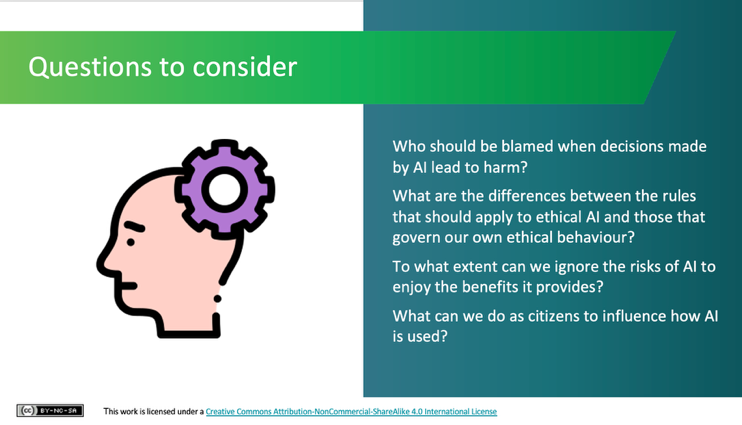 Questions to consider
Who should be blamed when decisions made
by AI lead to harm?
What are the differences between the rules
that should apply to ethical AI and those that
govern our own ethical behaviour?
To what extent can we ignore the risks of AI to
enjoy the benefits it provides?
What can we do as citizens to influence how AI
is used?
(cc) BY-NC-SA
This work is licensed under a Creative Commons Attribution-NonCommercial-ShareAlike 4.0 International License